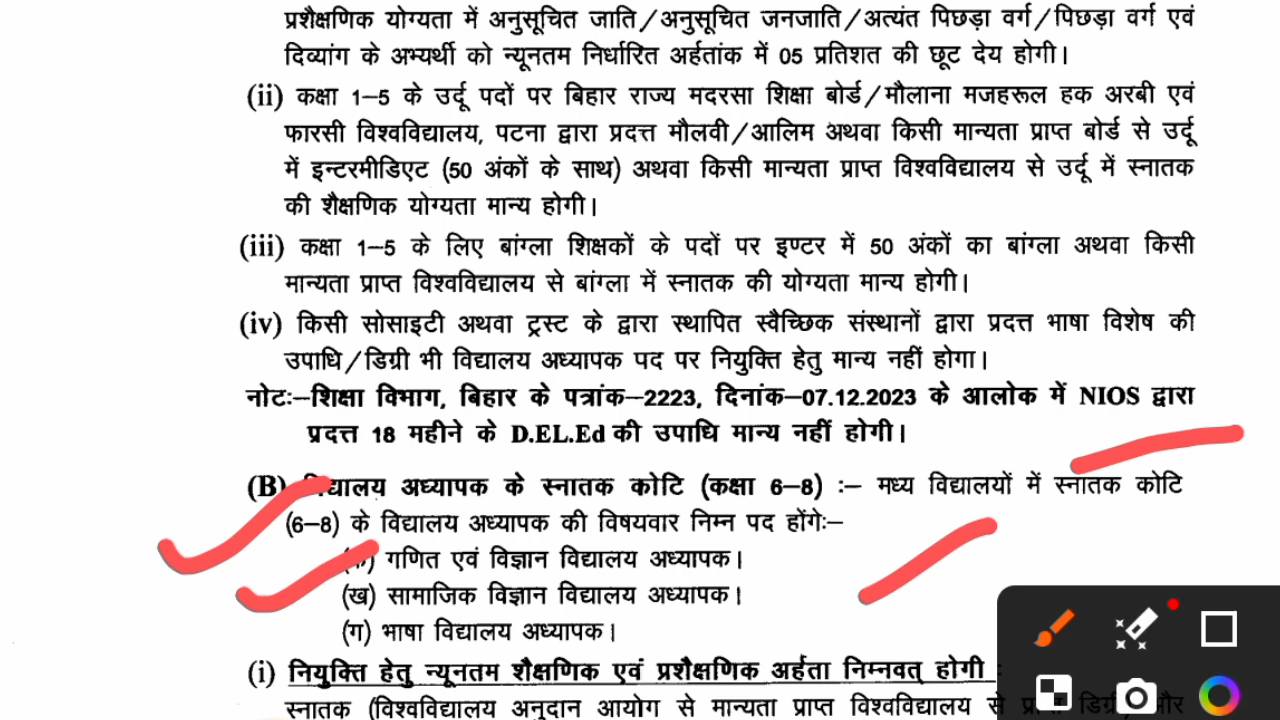 प्रशैक्षणिक योग्यता में अनुसूचित जाति/अनुसूचित जनजाति/अत्यंत पिछड़ा वर्ग/पिछड़ा वर्ग एवं
दिव्यांग के अभ्यर्थी को न्यूनतम निर्धारित अर्हतांक में 05 प्रतिशत की छूट देय होगी।
(ii) कक्षा 1–5 के उर्दू पदों पर बिहार राज्य मदरसा शिक्षा बोर्ड/मौलाना मजहरूल हक अरबी एवं
फारसी विश्वविद्यालय, पटना द्वारा प्रदत्त मौलवी/आलिम अथवा किसी मान्यता प्राप्त बोर्ड से उर्दू
में इन्टरमीडिएट (50 अंकों के साथ) अथवा किसी मान्यता प्राप्त विश्वविद्यालय से उर्दू में स्नातक
की शैक्षणिक योग्यता मान्य होगी।
(iii) कक्षा 1–5 के लिए बांग्ला शिक्षकों के पदों पर इण्टर में 50 अंकों का बांग्ला अथवा किसी
मान्यता प्राप्त विश्वविद्यालय से बांग्ला में स्नातक की योग्यता मान्य होगी।
(iv) किसी सोसाइटी अथवा ट्रस्ट के द्वारा स्थापित स्वैच्छिक संस्थानों द्वारा प्रदत्त भाषा विशेष की
उपाधि/डिग्री भी विद्यालय अध्यापक पद पर नियुक्ति हेतु मान्य नहीं होगा।
नोटः–शिक्षा विभाग, बिहार के पत्रांक–2223, दिनांक–07.12.2023 के आलोक में NIOS द्वारा
प्रदत्त 18 महीने के D.EL.Ed की उपाधि मान्य नहीं होगी।
(B) विद्यालय अध्यापक के स्नातक कोटि (कक्षा 6–8) :– मध्य विद्यालयों में स्नातक कोटि
(6–8) के विद्यालय अध्यापक की विषयवार निम्न पद होंगेः–
(क) गणित एवं विज्ञान विद्यालय अध्यापक।
(ख) सामाजिक विज्ञान विद्यालय अध्यापक।
(ग) भाषा विद्यालय अध्यापक।
(i) नियुक्ति हेतु न्यूनतम शैक्षणिक एवं प्रशैक्षणिक अर्हता निम्नवत् होगी :
स्नातक (विश्वविद्यालय अनुदान आयोग से मान्यता प्राप्त विश्वविद्यालय से